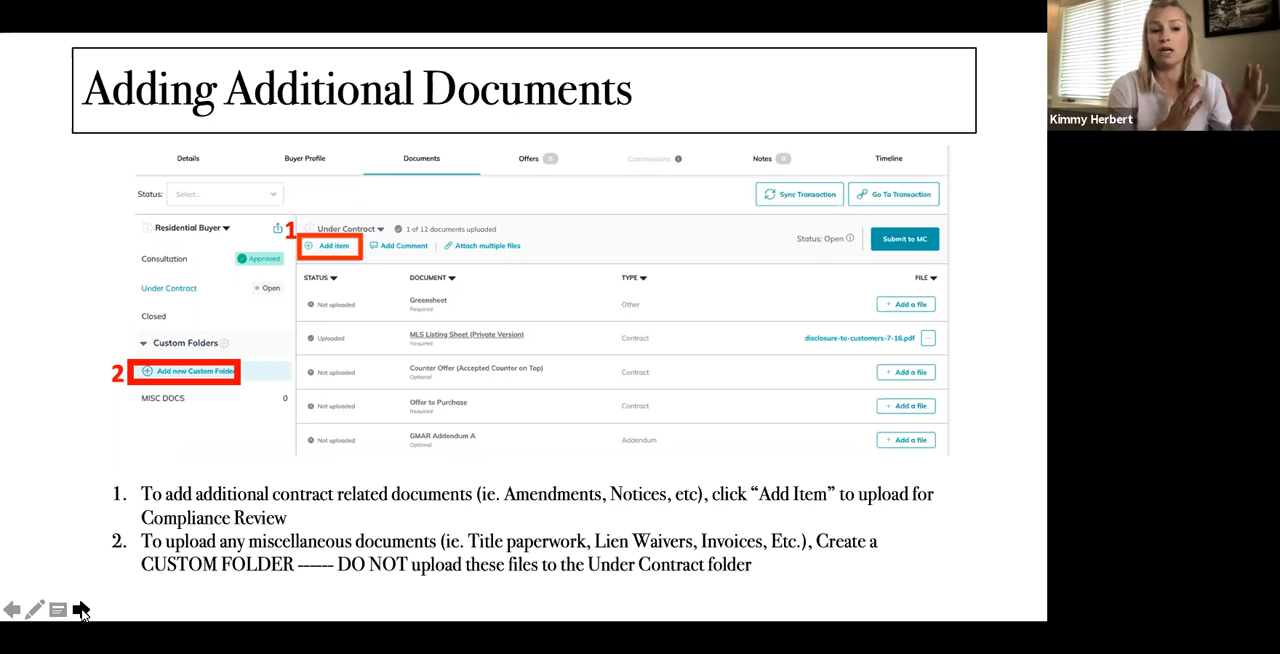 Adding Additional Documents
Kimmy Herbert
Details Buyer Profile Documents Offers 0 Commissions Notes 0 Timeline
Status: Select... Sync Transaction Go To Transaction
Residential Buyer 1 Under Contract 1 of 12 documents uploaded
Add item Add Comment Attach multiple files Status: Open Submit to MC
Consultation Approved
Under Contract Open
Closed
Custom Folders
2 Add new Custom Folder
MISC DOCS 0
STATUS DOCUMENT TYPE FILE
Not uploaded Greensheet Other + Add a file
Required
Uploaded MLS Listing Sheet (Private Version) Contract disclosure-to-customers-7-16.pdf
Required
Not uploaded Counter Offer (Accepted Counter on Top) Contract + Add a file
Optional
Not uploaded Offer to Purchase Contract + Add a file
Required
Not uploaded GMAR Addendum A Addendum + Add a file
Optional
1. To add additional contract related documents (ie. Amendments, Notices, etc), click “Add Item” to upload for
Compliance Review
2. To upload any miscellaneous documents (ie. Title paperwork, Lien Waivers, Invoices, Etc.), Create a
CUSTOM FOLDER ------ DO NOT upload these files to the Under Contract folder